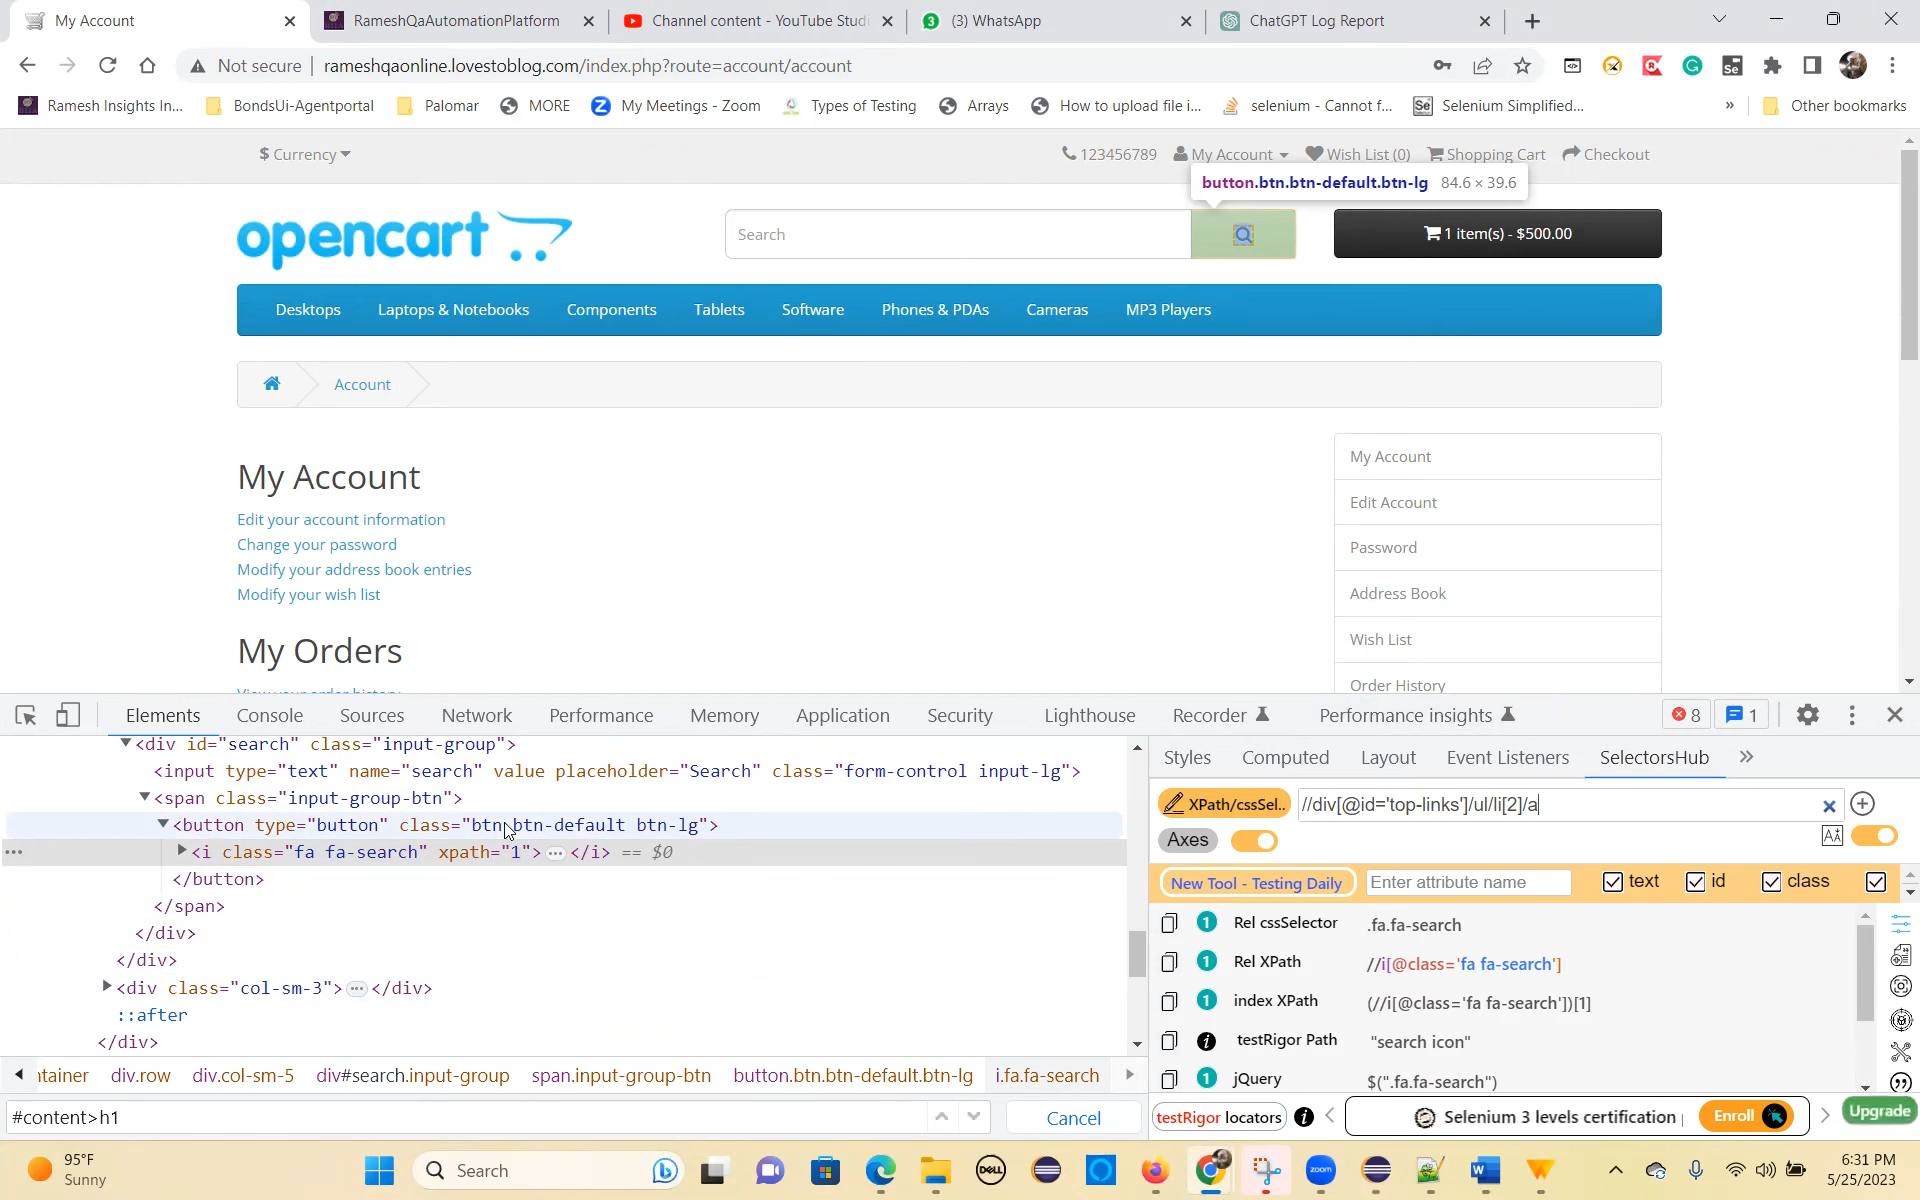 My Account
RameshQaAutomationPlatform
Channel content - YouTube Studi
(3) WhatsApp
ChatGPT Log Report
Not secure
rameshqaonline.lovestoblog.com/index.php?route=account/account
Ramesh Insights In...
BondsUi-Agentportal
Palomar
MORE
My Meetings - Zoom
Types of Testing
Arrays
How to upload file i...
selenium - Cannot f...
Selenium Simplified...
»
Other bookmarks
$ Currency
123456789
My Account
Wish List (0)
Shopping Cart
Checkout
button.btn.btn-default.btn-lg 84.6 × 39.6
opencart
Search
1 item(s) - $500.00
Desktops
Laptops & Notebooks
Components
Tablets
Software
Phones & PDAs
Cameras
MP3 Players
Account
My Account
Edit your account information
Change your password
Modify your address book entries
Modify your wish list
My Orders
View your order history
My Account
Edit Account
Password
Address Book
Wish List
Order History
Elements
Console
Sources
Network
Performance
Memory
Application
Security
Lighthouse
Recorder
Performance insights
8
1
<div id="search" class="input-group">
<input type="text" name="search" value placeholder="Search" class="form-control input-lg">
<span class="input-group-btn">
<button type="button" class="btn btn-default btn-lg">
<i class="fa fa-search" xpath="1"> … </i> == $0
</button>
</span>
</div>
</div>
<div class="col-sm-3"> … </div>
::after
</div>
ntainer
div.row
div.col-sm-5
div#search.input-group
span.input-group-btn
button.btn.btn-default.btn-lg
i.fa.fa-search
#content>h1
Cancel
Styles
Computed
Layout
Event Listeners
SelectorsHub
»
XPath/cssSel..
//div[@id='top-links']/ul/li[2]/a
Axes
New Tool - Testing Daily
Enter attribute name
text
id
class
1 Rel cssSelector .fa.fa-search
1 Rel XPath //i[@class='fa fa-search']
1 index XPath (//i[@class='fa fa-search'])[1]
testRigor Path "search icon"
1 jQuery $(".fa.fa-search")
testRigor locators
Selenium 3 levels certification |
Enroll
Upgrade
95°F
Sunny
Search
DELL
zoom
6:31 PM
5/25/2023